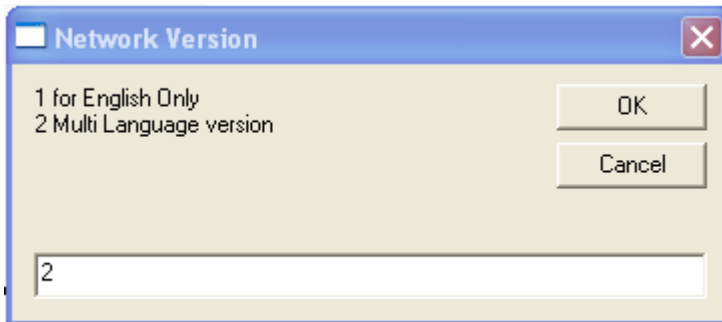 Network Version
1 for English Only
2 Multi Language version
OK
Cancel
2